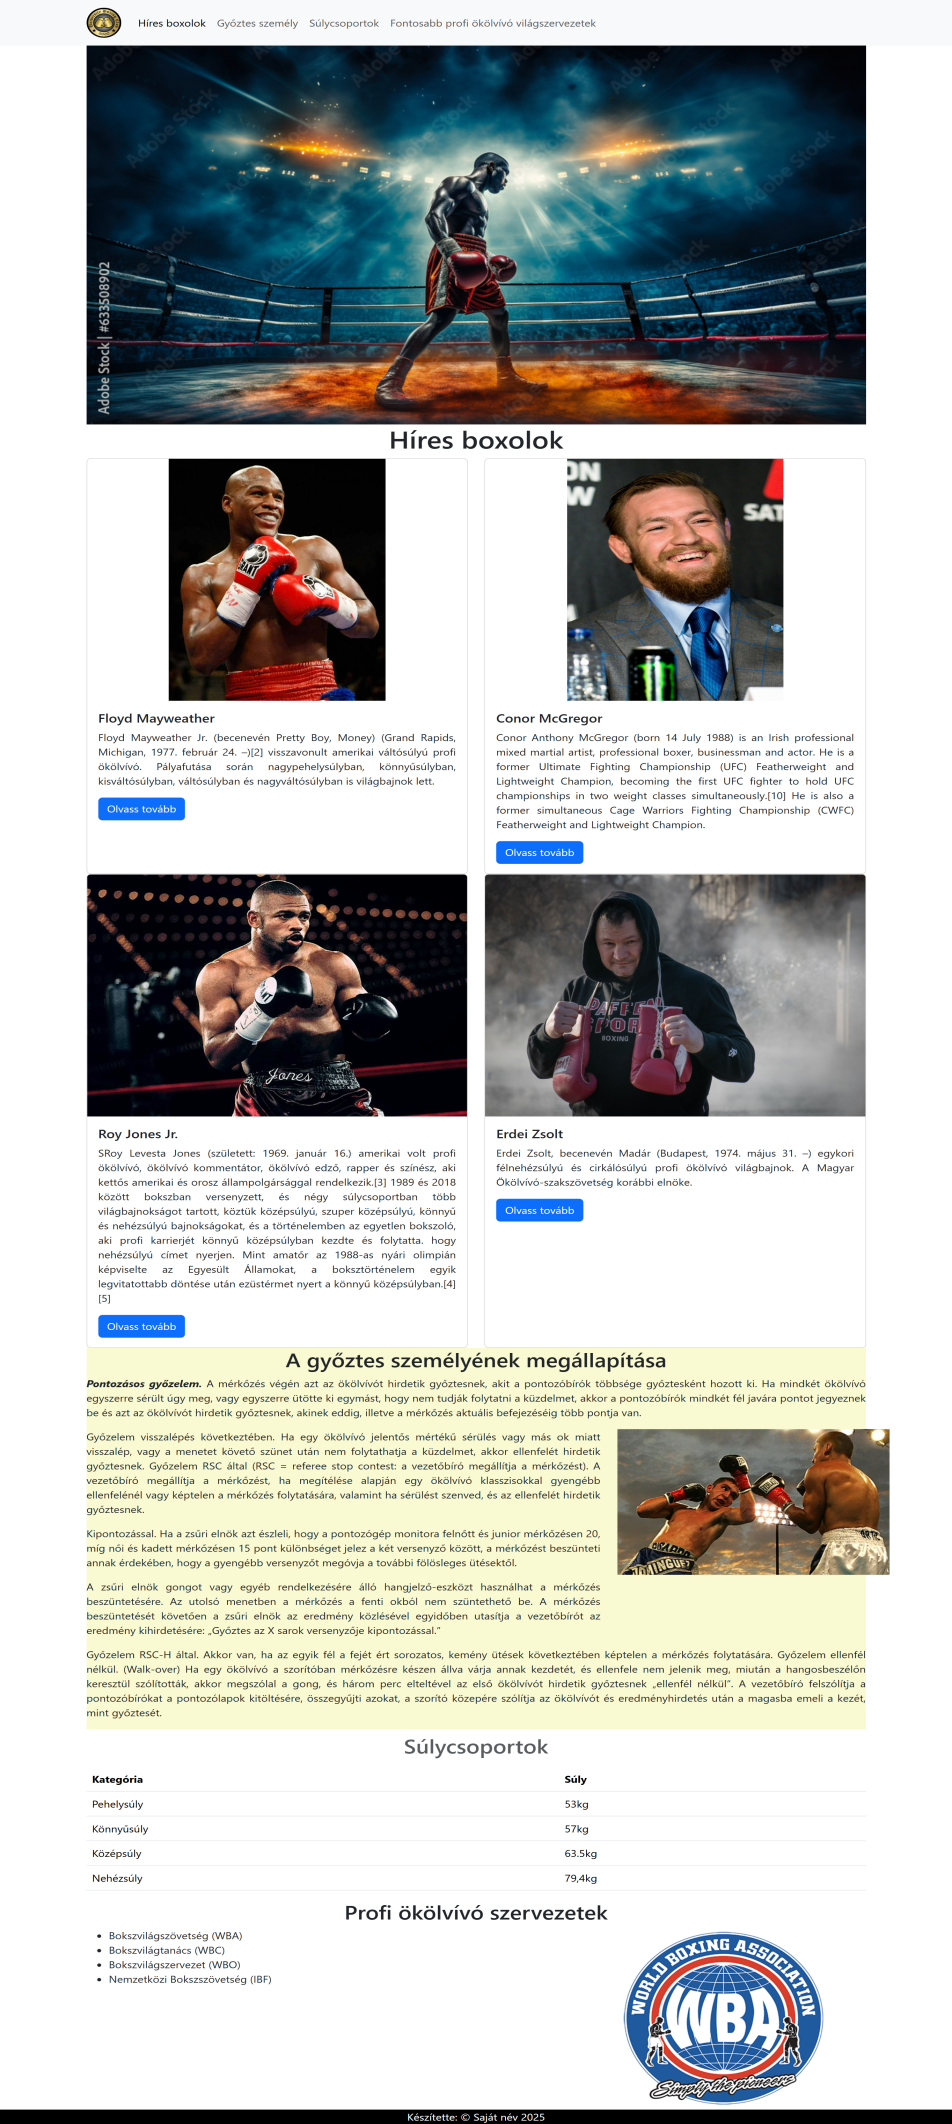 Híres boxolok Győztes személy Súlycsoportok Fontosabb profi ökölvívó világszervezetek
Adobe Stock | #633508902
Híres boxolok
Floyd Mayweather
Floyd Mayweather Jr. (becenevén Pretty Boy, Money) (Grand Rapids,
Michigan, 1977. február 24. –)[2] visszavonult amerikai váltósúlyú profi
ökölvívó. Pályafutása során nagypehelysúlyban, könnyűsúlyban,
kisváltósúlyban, váltósúlyban és nagyváltósúlyban is világbajnok lett.
Olvass tovább
ON
W
SAT
Conor McGregor
Conor Anthony McGregor (born 14 July 1988) is an Irish professional
mixed martial artist, professional boxer, businessman and actor. He is a
former Ultimate Fighting Championship (UFC) Featherweight and
Lightweight Champion, becoming the first UFC fighter to hold UFC
championships in two weight classes simultaneously.[10] He is also a
former simultaneous Cage Warriors Fighting Championship (CWFC)
Featherweight and Lightweight Champion.
Olvass tovább
Jones
Roy Jones Jr.
SRoy Levesta Jones (született: 1969. január 16.) amerikai volt profi
ökölvívó, ökölvívó kommentátor, ökölvívó edző, rapper és színész, aki
kettős amerikai és orosz állampolgársággal rendelkezik.[3] 1989 és 2018
között bokszban versenyzett, és négy súlycsoportban több
világbajnokságot tartott, köztük középsúlyú, szuper középsúlyú, könnyű
és nehézsúlyú bajnokságokat, és a történelemben az egyetlen bokszoló,
aki profi karrierjét könnyű középsúlyban kezdte és folytatta. hogy
nehézsúlyú címet nyerjen. Mint amatőr az 1988-as nyári olimpián
képviselte az Egyesült Államokat, a boksztörténelem egyik
legvitatottabb döntése után ezüstérmet nyert a könnyű középsúlyban.[4]
[5]
Olvass tovább
BOXING
Erdei Zsolt
Erdei Zsolt, becenevén Madár (Budapest, 1974. május 31. –) egykori
félnehézsúlyú és cirkálósúlyú profi ökölvívó világbajnok. A Magyar
Ökölvívó-szakszövetség korábbi elnöke.
Olvass tovább
A győztes személyének megállapítása
Pontozásos győzelem. A mérkőzés végén azt az ökölvívót hirdetik győztesnek, akit a pontozóbírók többsége győztesként hozott ki. Ha mindkét ökölvívó
egyszerre sérült úgy meg, vagy egyszerre ütötte ki egymást, hogy nem tudják folytatni a küzdelmet, akkor a pontozóbírók mindkét fél javára pontot jegyeznek
be és azt az ökölvívót hirdetik győztesnek, akinek eddig, illetve a mérkőzés aktuális befejezéséig több pontja van.
Győzelem visszalépés következtében. Ha egy ökölvívó jelentős mértékű sérülés vagy más ok miatt
visszalép, vagy a menetet követő szünet után nem folytathatja a küzdelmet, akkor ellenfelét hirdetik
győztesnek. Győzelem RSC által (RSC = referee stop contest: a vezetőbíró megállítja a mérkőzést). A
vezetőbíró megállítja a mérkőzést, ha megítélése alapján egy ökölvívó klasszisokkal gyengébb
ellenfelénél vagy képtelen a mérkőzés folytatására, valamint ha sérülést szenved, és az ellenfelét hirdetik
győztesnek.
Kipontozással. Ha a zsűri elnök azt észleli, hogy a pontozógép monitora felnőtt és junior mérkőzésen 20,
míg női és kadett mérkőzésen 15 pont különbséget jelez a két versenyző között, a mérkőzést beszünteti
annak érdekében, hogy a gyengébb versenyzőt megóvja a további fölösleges ütésektől.
A zsűri elnök gongot vagy egyéb rendelkezésére álló hangjelző-eszközt használhat a mérkőzés
beszüntetésére. Az utolsó menetben a mérkőzés a fenti okból nem szüntethető be. A mérkőzés
beszüntetését követően a zsűri elnök az eredmény közlésével egyidőben utasítja a vezetőbírót az
eredmény kihirdetésére: „Győztes az X sarok versenyzője kipontozással.”
Győzelem RSC-H által. Akkor van, ha az egyik fél a fejét ért sorozatos, kemény ütések következtében képtelen a mérkőzés folytatására. Győzelem ellenfél
nélkül. (Walk-over) Ha egy ökölvívó a szorítóban mérkőzésre készen állva várja annak kezdetét, és ellenfele nem jelenik meg, miután a hangosbeszélőn
keresztül szólították, akkor megszólal a gong, és három perc elteltével az első ökölvívót hirdetik győztesnek „ellenfél nélkül”. A vezetőbíró felszólítja a
pontozóbírókat a pontozólapok kitöltésére, összegyűjti azokat, a szorító közepére szólítja az ökölvívót és eredményhirdetés után a magasba emeli a kezét,
mint győztesét.
Súlycsoportok
Kategória Súly
Pehelysúly 53kg
Könnyűsúly 57kg
Középsúly 63.5kg
Nehézsúly 79,4kg
Profi ökölvívó szervezetek
Bokszvilágszövetség (WBA)
Bokszvilágtanács (WBC)
Bokszvilágszervezet (WBO)
Nemzetközi Bokszszövetség (IBF)
WORLD BOXING ASSOCIATION
WBA
Simply the pioneers
Készítette: © Saját név 2025